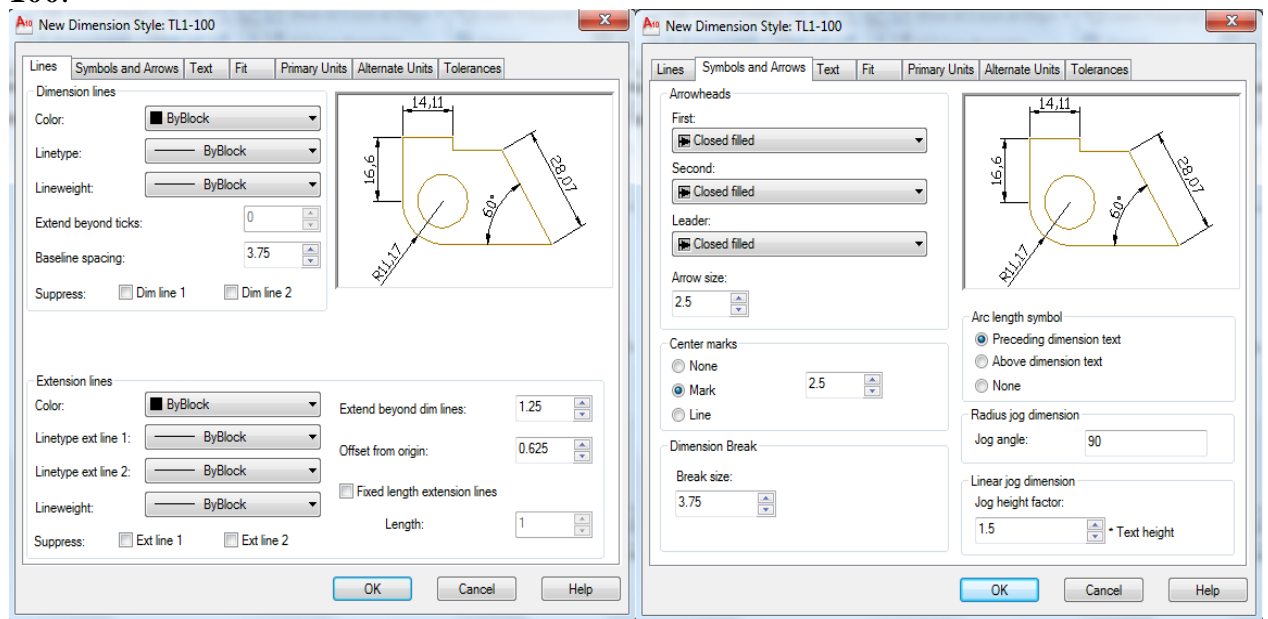 100.
New Dimension Style: TL1-100
Lines Symbols and Arrows Text Fit Primary Units Alternate Units Tolerances
Dimension lines
Color: ByBlock
Linetype: ByBlock
Lineweight: ByBlock
Extend beyond ticks: 0
Baseline spacing: 3.75
Suppress: Dim line 1 Dim line 2
14,11
16,6
28,07
60°
R11,17
Extension lines
Color: ByBlock
Linetype ext line 1: ByBlock
Linetype ext line 2: ByBlock
Lineweight: ByBlock
Suppress: Ext line 1 Ext line 2
Extend beyond dim lines: 1.25
Offset from origin: 0.625
Fixed length extension lines
Length: 1
OK Cancel Help
New Dimension Style: TL1-100
Lines Symbols and Arrows Text Fit Primary Units Alternate Units Tolerances
Arrowheads
First:
Closed filled
Second:
Closed filled
Leader:
Closed filled
Arrow size:
2.5
14,11
16,6
28,07
60°
R11,17
Center marks
None
Mark 2.5
Line
Dimension Break
Break size:
3.75
Arc length symbol
Preceding dimension text
Above dimension text
None
Radius jog dimension
Jog angle: 90
Linear jog dimension
Jog height factor:
1.5 * Text height
OK Cancel Help